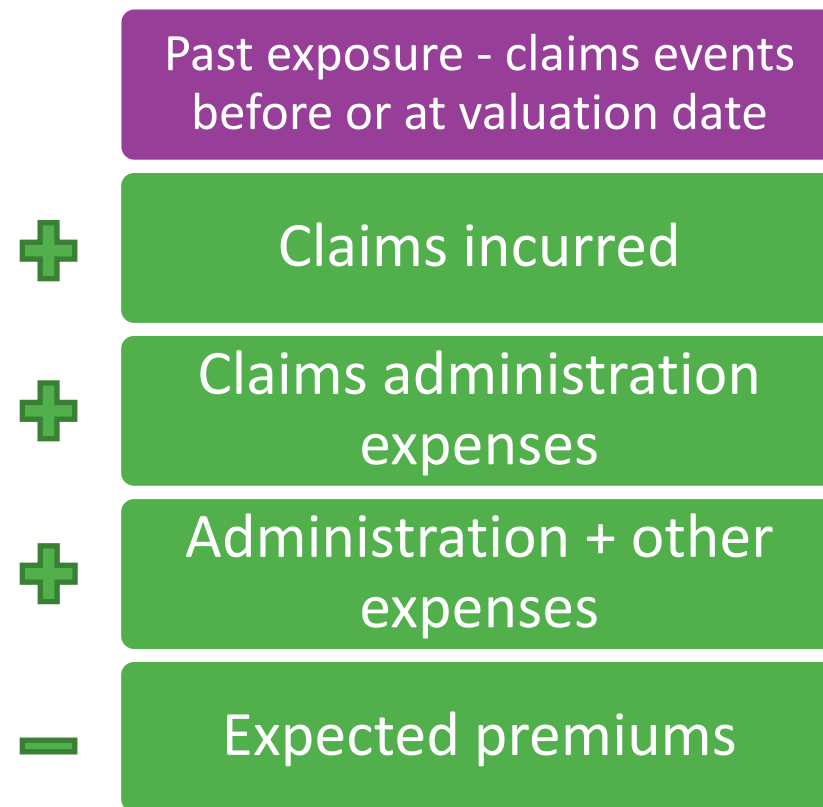 Past exposure - claims events
before or at valuation date
Claims incurred
Claims administration
expenses
Administration + other
expenses
Expected premiums